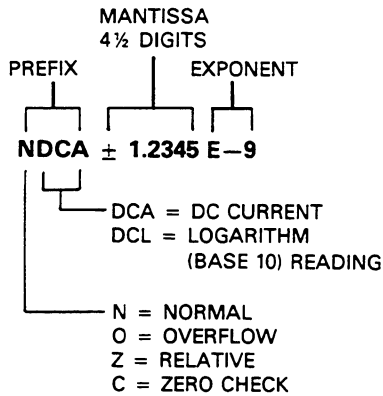 MANTISSA
4½ DIGITS
PREFIX EXPONENT
NDCA ± 1.2345 E−9
DCA = DC CURRENT
DCL = LOGARITHM
(BASE 10) READING
N = NORMAL
O = OVERFLOW
Z = RELATIVE
C = ZERO CHECK